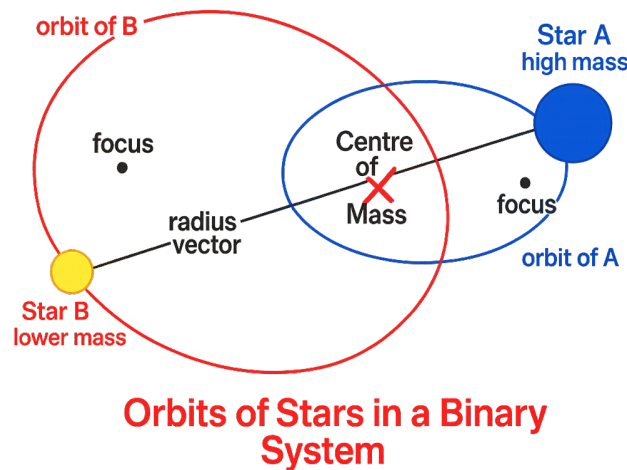 orbit of B
Star A
high mass
focus
Centre
of
Mass
focus
radius
vector
orbit of A
Star B
lower mass
Orbits of Stars in a Binary
System